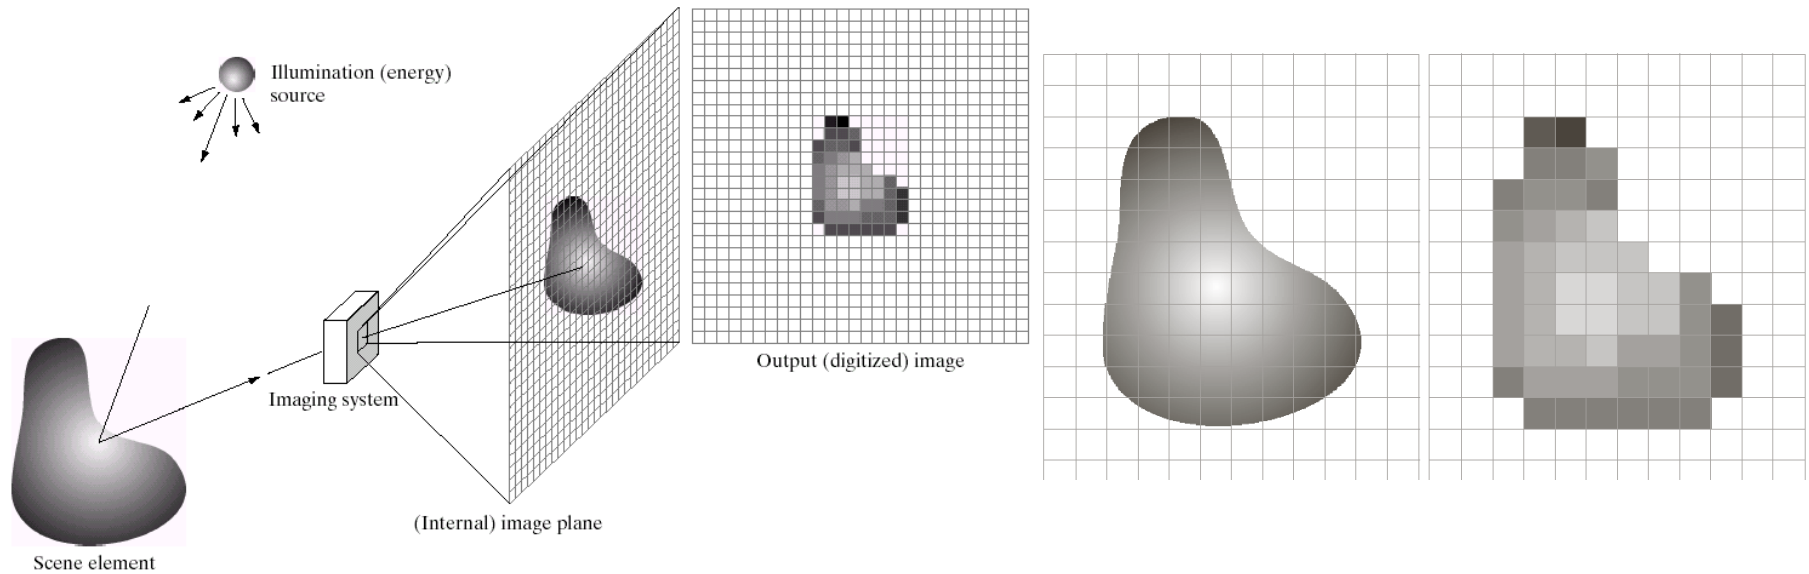 Illumination (energy)
source
Output (digitized) image
Imaging system
(Internal) image plane
Scene element